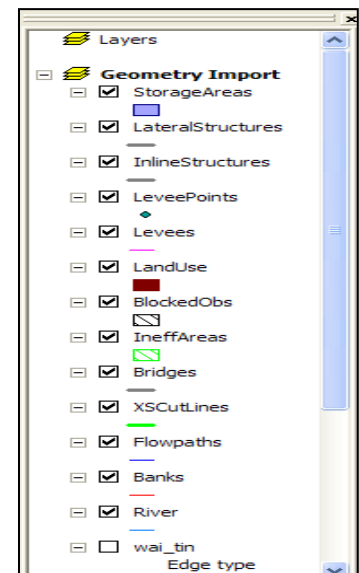 Layers
Geometry Import
StorageAreas
LateralStructures
InlineStructures
LeveePoints
Levees
LandUse
BlockedObs
IneffAreas
Bridges
XSCutLines
Flowpaths
Banks
River
wai_tin
Edge type